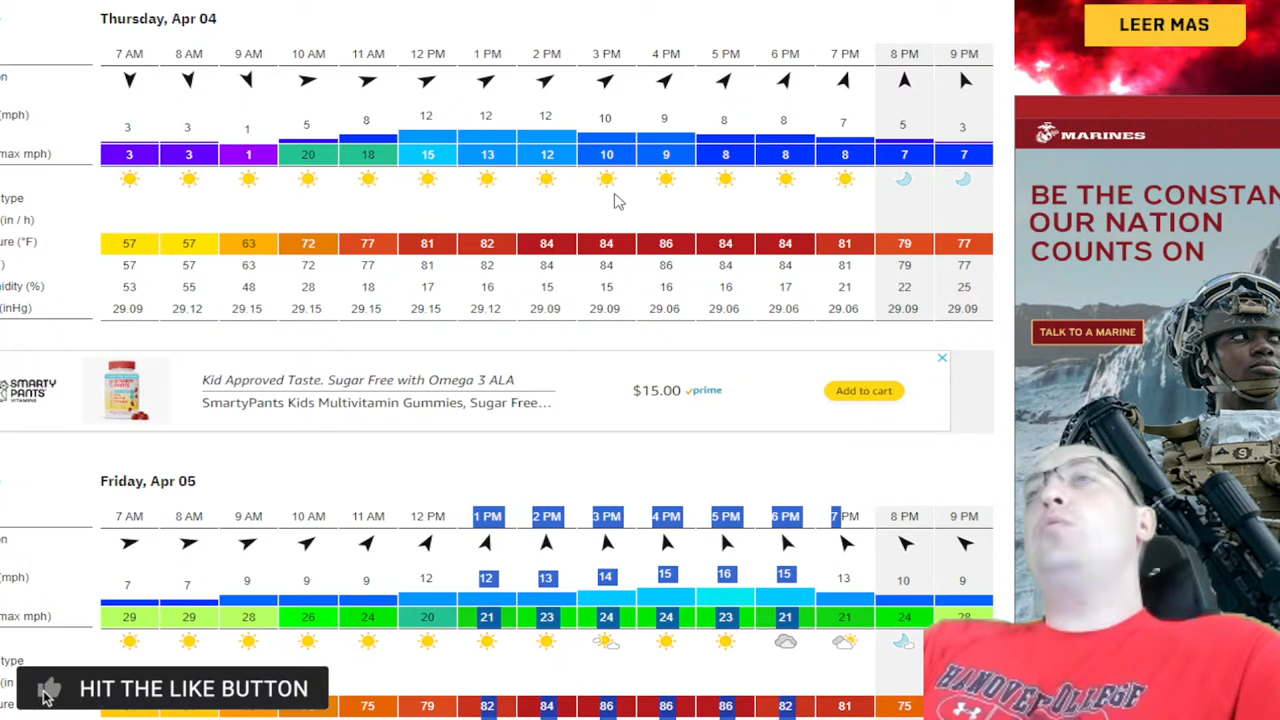 Thursday, Apr 04
7 AM 8 AM 9 AM 10 AM 11 AM 12 PM 1 PM 2 PM 3 PM 4 PM 5 PM 6 PM 7 PM 8 PM 9 PM
on
(mph) 3 3 1 5 8 12 12 12 10 9 8 8 7 5 3
max mph) 3 3 1 20 18 15 13 12 10 9 8 8 8 7 7
type
(in / h)
ure (°F) 57 57 63 72 77 81 82 84 84 86 84 84 81 79 77
) 57 57 63 72 77 81 82 84 84 86 84 84 81 79 77
idity (%) 53 55 48 28 18 17 16 15 15 16 16 17 21 22 25
(inHg) 29.09 29.12 29.15 29.15 29.15 29.15 29.12 29.09 29.09 29.06 29.06 29.06 29.06 29.09 29.09
SMARTY
PANTS
VITAMINS
Kid Approved Taste. Sugar Free with Omega 3 ALA
SmartyPants Kids Multivitamin Gummies, Sugar Free...
$15.00 prime
Add to cart
Friday, Apr 05
7 AM 8 AM 9 AM 10 AM 11 AM 12 PM 1 PM 2 PM 3 PM 4 PM 5 PM 6 PM 7 PM 8 PM 9 PM
on
(mph) 7 7 9 9 9 12 12 13 14 15 16 15 13 10 9
max mph) 29 29 28 26 24 20 21 23 24 24 23 21 21 24 28
type
(in
ure 75 79 82 84 86 86 86 82 81 75
HIT THE LIKE BUTTON
LEER MAS
MARINES
BE THE CONSTAN
OUR NATION
COUNTS ON
TALK TO A MARINE
9
HANOVER COLLEGE